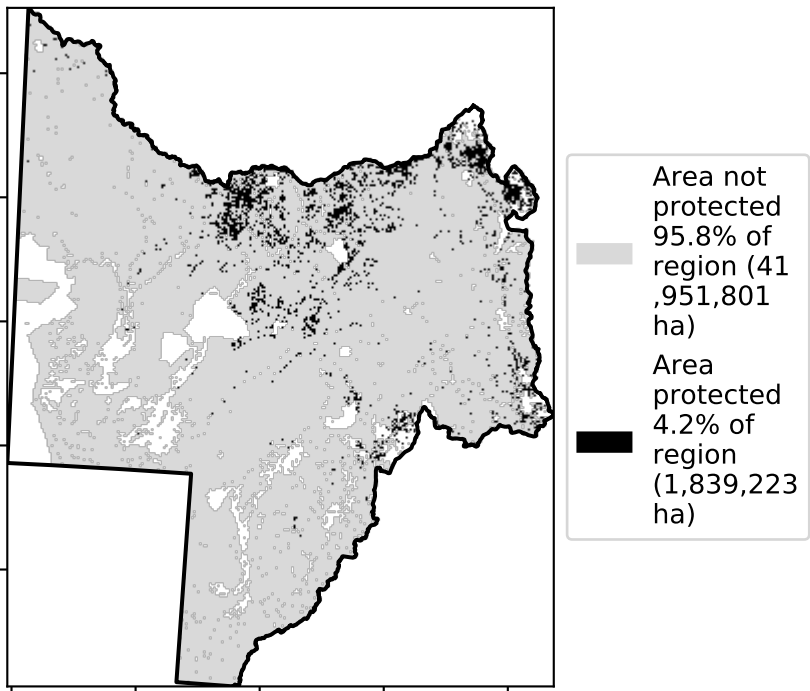 Area not
protected
95.8% of
region (41
,951,801
ha)
Area
protected
4.2% of
region
(1,839,223
ha)